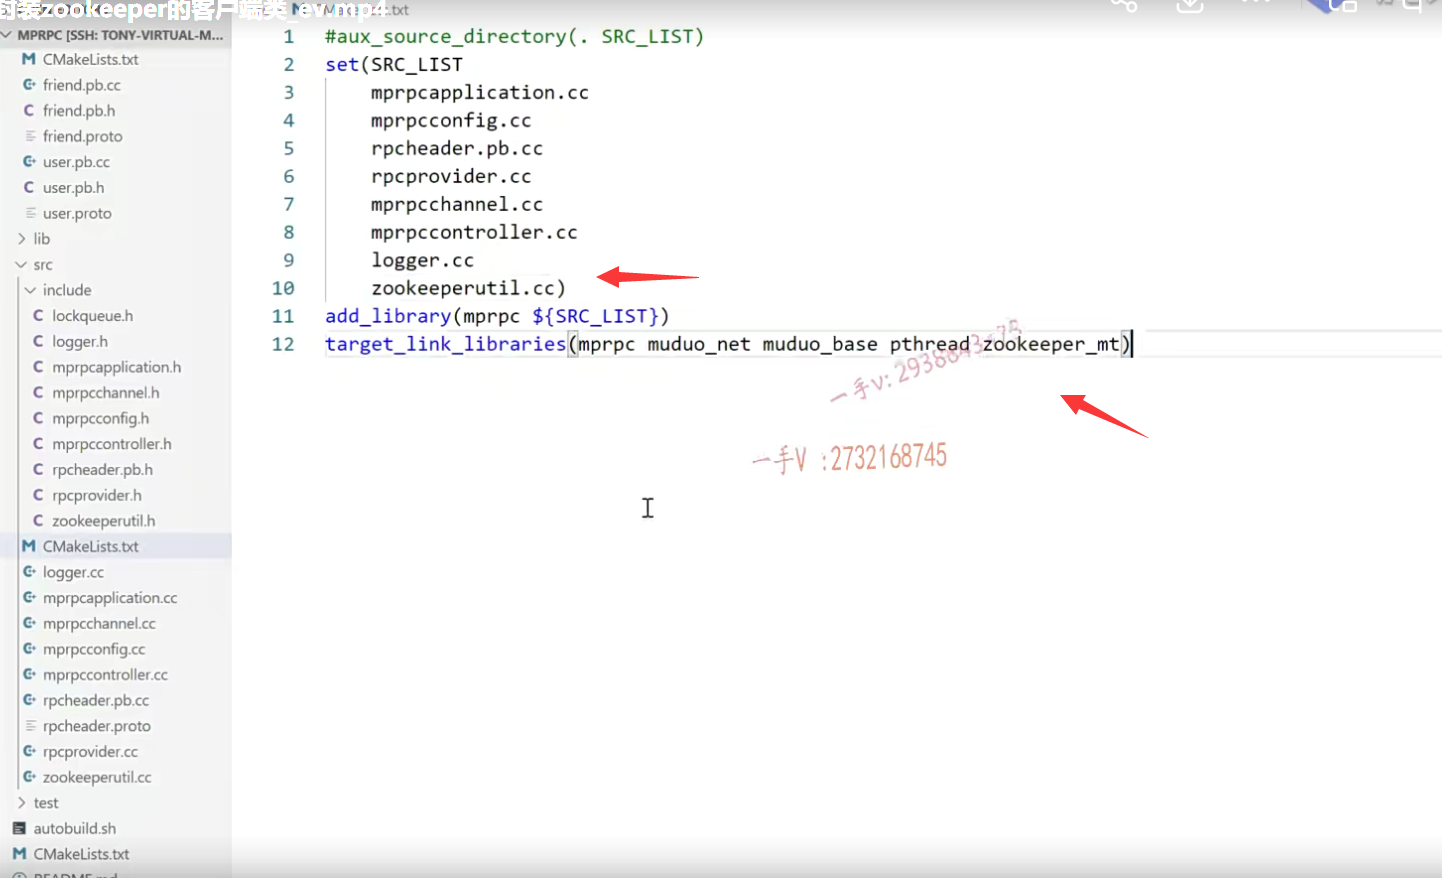 封装zookeeper的客户端类_ev.mp4
CMakeLists.txt
MPRPC [SSH: TONY-VIRTUAL-M...
CMakeLists.txt
friend.pb.cc
friend.pb.h
friend.proto
user.pb.cc
user.pb.h
user.proto
lib
src
include
lockqueue.h
logger.h
mprpcapplication.h
mprpcchannel.h
mprpcconfig.h
mprpccontroller.h
rpcheader.pb.h
rpcprovider.h
zookeeperutil.h
CMakeLists.txt
logger.cc
mprpcapplication.cc
mprpcchannel.cc
mprpcconfig.cc
mprpccontroller.cc
rpcheader.pb.cc
rpcheader.proto
rpcprovider.cc
zookeeperutil.cc
test
autobuild.sh
CMakeLists.txt
README.md
1 #aux_source_directory(. SRC_LIST)
2 set(SRC_LIST
3 mprpcapplication.cc
4 mprpcconfig.cc
5 rpcheader.pb.cc
6 rpcprovider.cc
7 mprpcchannel.cc
8 mprpccontroller.cc
9 logger.cc
10 zookeeperutil.cc)
11 add_library(mprpc ${SRC_LIST})
12 target_link_libraries(mprpc muduo_net muduo_base pthread zookeeper_mt)
一手V:
一手V :2732168745